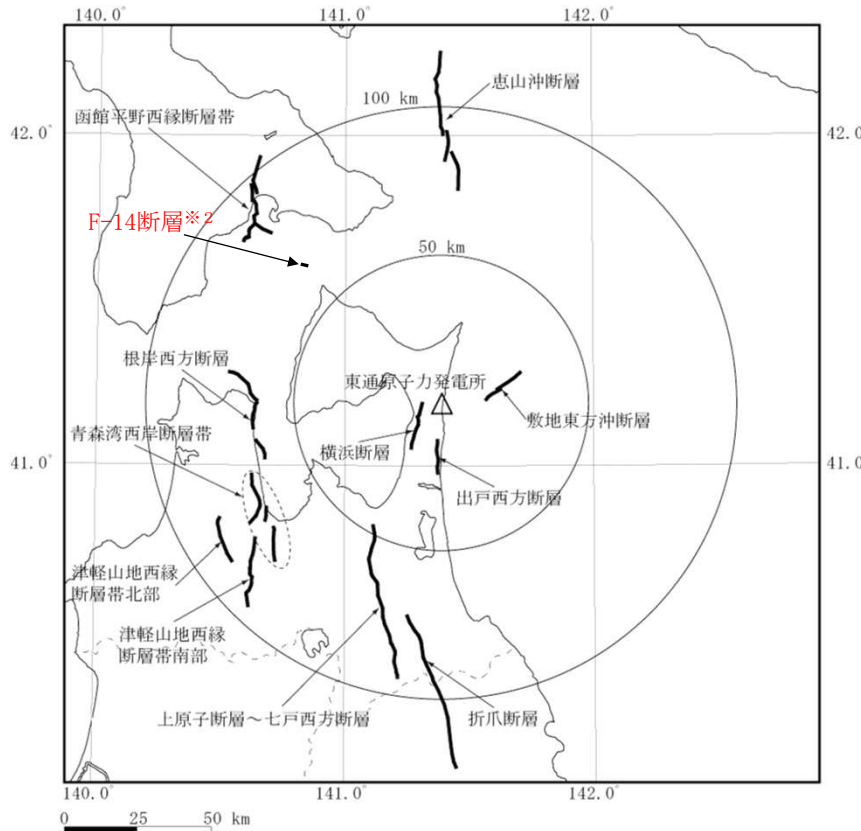 140.0° 141.0° 142.0°
恵山沖断層
100 km
函館平野西縁断層帯
42.0° 42.0°
F-14断層※2
50 km
根岸西方断層
東通原子力発電所
青森湾西岸断層帯
敷地東方沖断層
横浜断層
41.0° 41.0°
出戸西方断層
津軽山地西縁
断層帯北部
津軽山地西縁
断層帯南部
上原子断層～七戸西方断層
折爪断層
140.0° 141.0° 142.0°
0 25 50 km